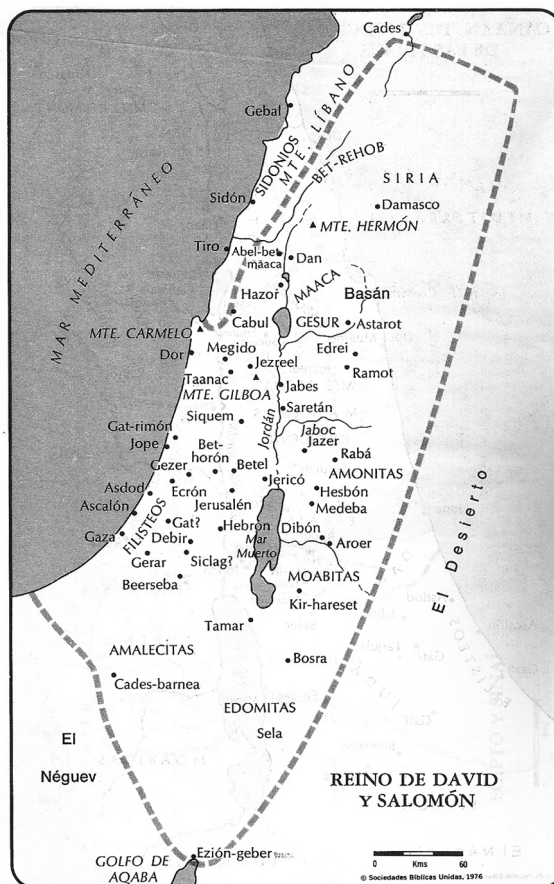 Cades
Gebal
SIDONIOS
MTE. LÍBANO
BET-REHOB
SIRIA
Sidón
Damasco
MTE. HERMÓN
MAR MEDITERRÁNEO
Tiro
Abel-bet-
maaca
Dan
Hazor
MAACA
Basán
Cabul
GESUR
Astarot
MTE. CARMELO
Dor
Megido
Jezreel
Edrei
Taanac
Ramot
MTE. GILBOA
Jabes
Siquem
Saretán
Jordán
Gat-rimón
Jaboc
Jope
Jazer
Bet-
horón
Rabá
Gezer
Betel
AMONITAS
Jericó
Asdod
Ecrón
Hesbón
Ascalón
Jerusalén
Medeba
FILISTEOS
Gat?
Hebrón
Dibón
Gaza
Debir
Mar
Muerto
Aroer
Gerar
Siclag?
Beerseba
MOABITAS
Kir-hareset
El Desierto
Tamar
AMALECITAS
Bosra
Cades-barnea
EDOMITAS
Sela
El
Néguev
REINO DE DAVID
Y SALOMÓN
Ezión-geber
GOLFO DE
AQABA
0 Kms 60
© Sociedades Bíblicas Unidas, 1976